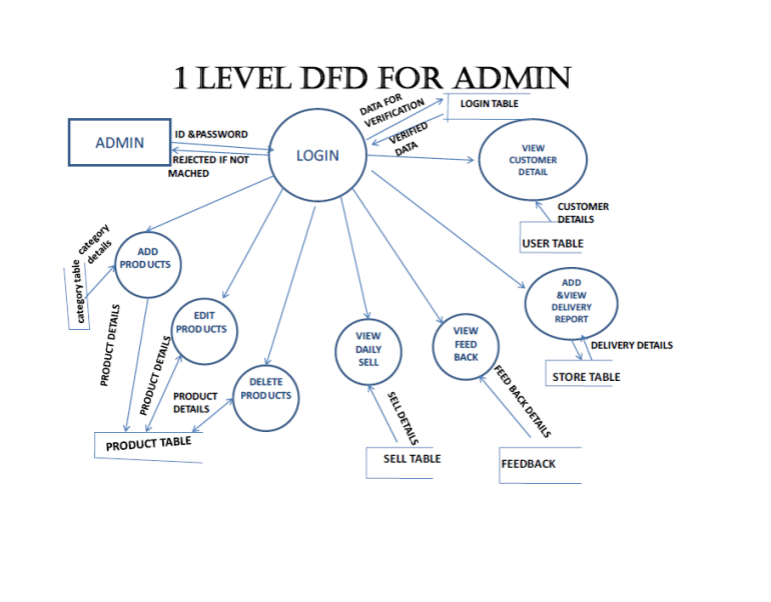 1 LEVEL DFD FOR ADMIN
ADMIN
ID &PASSWORD
REJECTED IF NOT
MACHED
LOGIN
DATA FOR
VERIFICATION
VERIFIED
DATA
LOGIN TABLE
VIEW
CUSTOMER
DETAIL
CUSTOMER
DETAILS
USER TABLE
category
details
category table
ADD
PRODUCTS
EDIT
PRODUCTS
DELETE
PRODUCTS
PRODUCT DETAILS
PRODUCT DETAILS
PRODUCT
DETAILS
PRODUCT TABLE
VIEW
DAILY
SELL
SELL DETAILS
SELL TABLE
VIEW
FEED
BACK
FEED BACK DETAILS
FEEDBACK
ADD
&VIEW
DELIVERY
REPORT
DELIVERY DETAILS
STORE TABLE